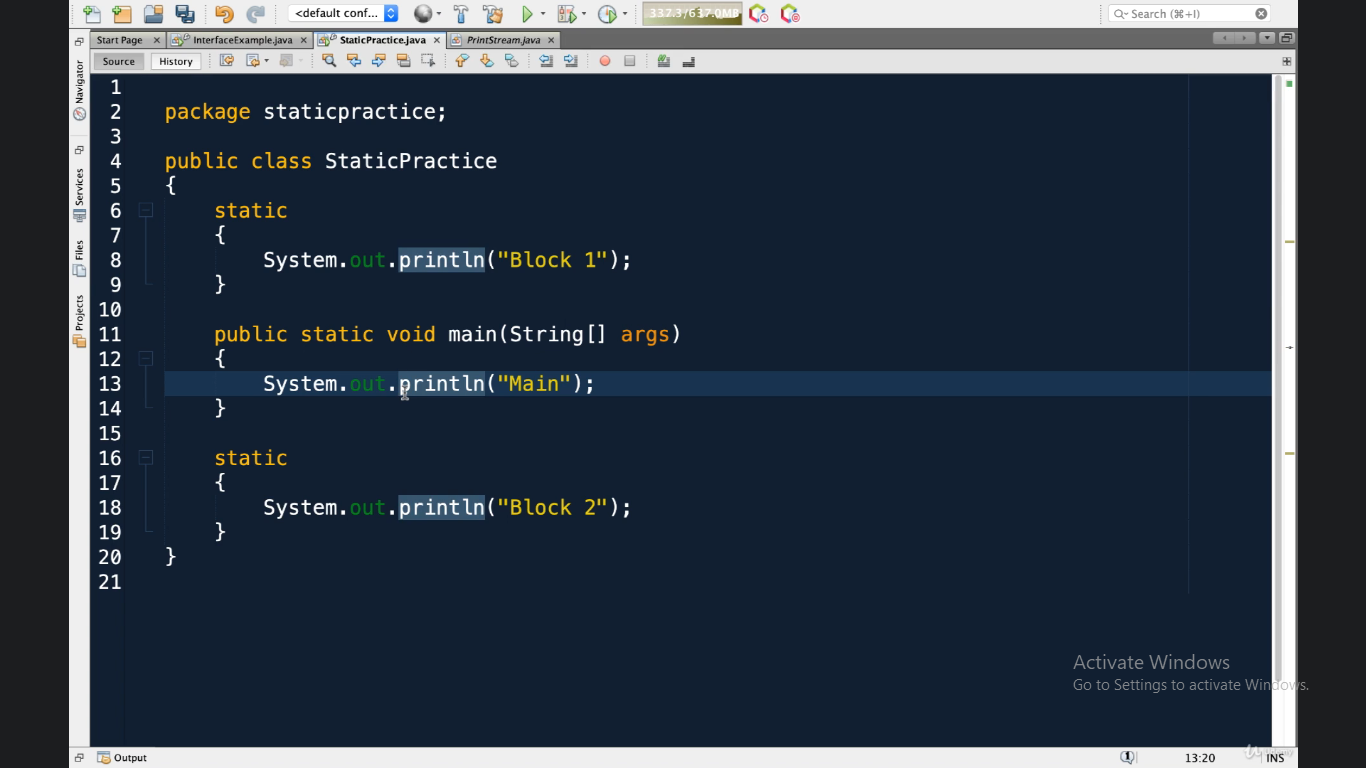 <default conf...
337.3/637.0MB
Search (⌘+I)
Start Page
InterfaceExample.java
StaticPractice.java
PrintStream.java
Source
History
Navigator
Services
Files
Projects
1
2 package staticpractice;
3
4 public class StaticPractice
5 {
6 static
7 {
8 System.out.println("Block 1");
9 }
10
11 public static void main(String[] args)
12 {
13 System.out.println("Main");
14 }
15
16 static
17 {
18 System.out.println("Block 2");
19 }
20 }
21
Activate Windows
Go to Settings to activate Windows.
Output
1
13:20
INS